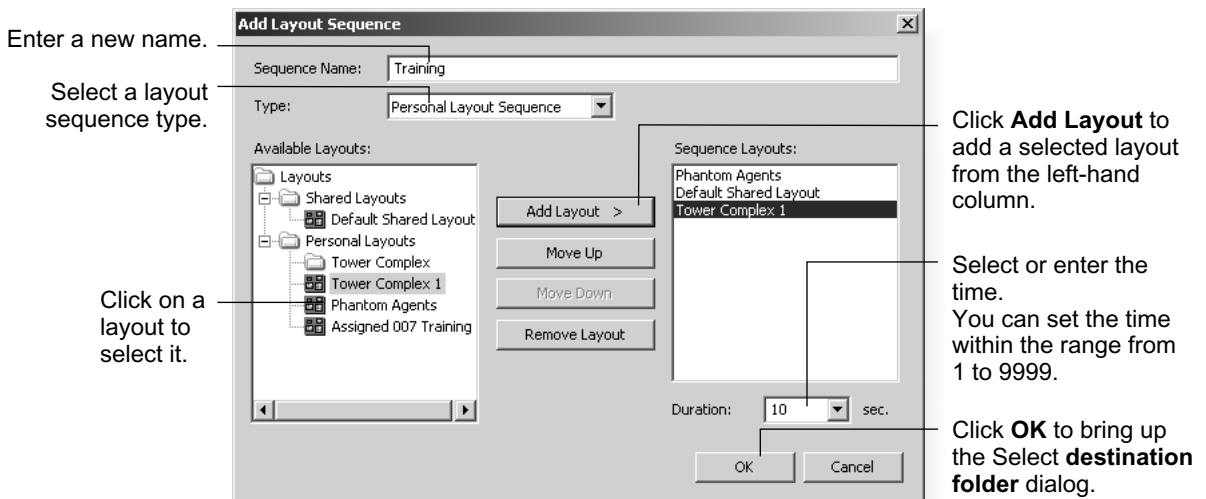 Add Layout Sequence
Enter a new name.
Sequence Name:
Training
Select a layout
sequence type.
Type:
Personal Layout Sequence
Available Layouts:
Layouts
Shared Layouts
Default Shared Layout
Personal Layouts
Tower Complex
Tower Complex 1
Phantom Agents
Assigned 007 Training
Click on a
layout to
select it.
Add Layout >
Move Up
Move Down
Remove Layout
Sequence Layouts:
Phantom Agents
Default Shared Layout
Tower Complex 1
Duration:
10
sec.
OK
Cancel
Click Add Layout to
add a selected layout
from the left-hand
column.
Select or enter the
time.
You can set the time
within the range from
1 to 9999.
Click OK to bring up
the Select destination
folder dialog.